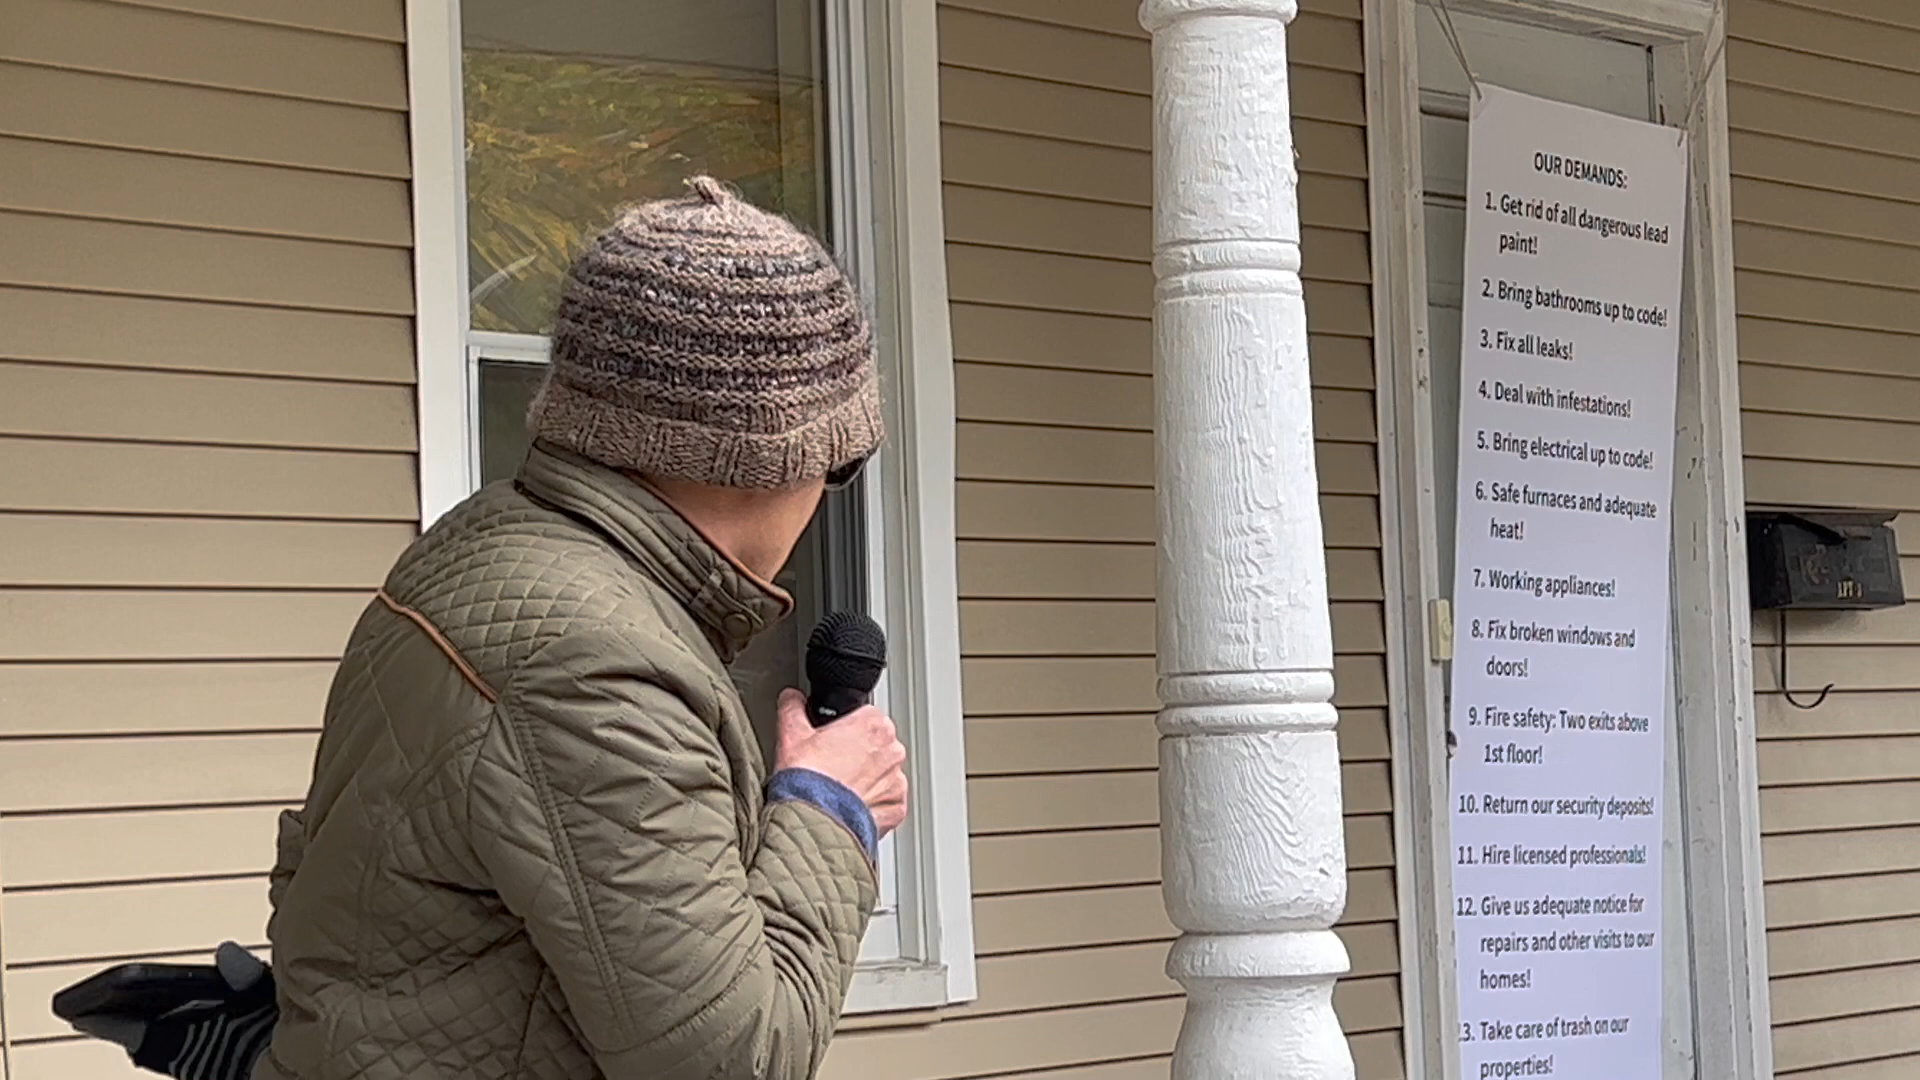 OUR DEMANDS:
1. Get rid of all dangerous lead
paint!
2. Bring bathrooms up to code!
3. Fix all leaks!
4. Deal with infestations!
5. Bring electrical up to code!
6. Safe furnaces and adequate
heat!
7. Working appliances!
8. Fix broken windows and
doors!
9. Fire safety: Two exits above
1st floor!
10. Return our security deposits!
11. Hire licensed professionals!
12. Give us adequate notice for
repairs and other visits to our
homes!
3. Take care of trash on our
properties!